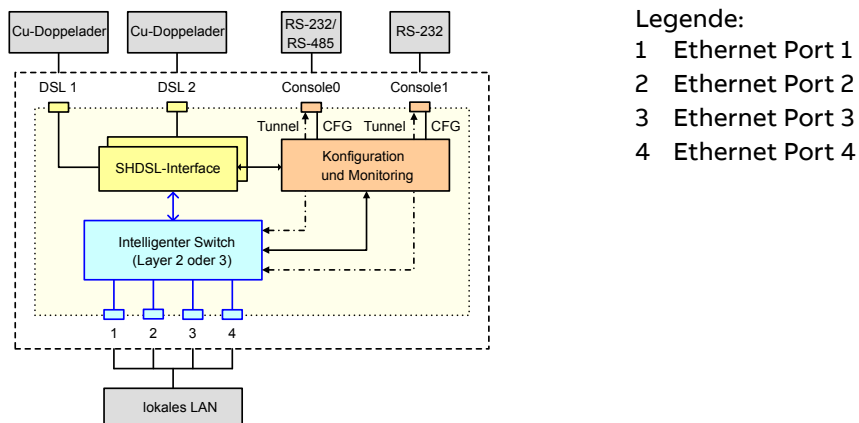 Cu-Doppelader
Cu-Doppelader
RS-232/
RS-485
RS-232
DSL 1
DSL 2
Console0
Console1
Tunnel
CFG
Tunnel
CFG
SHDSL-Interface
Konfiguration
und Monitoring
Intelligenter Switch
(Layer 2 oder 3)
1
2
3
4
lokales LAN
Legende:
1 Ethernet Port 1
2 Ethernet Port 2
3 Ethernet Port 3
4 Ethernet Port 4